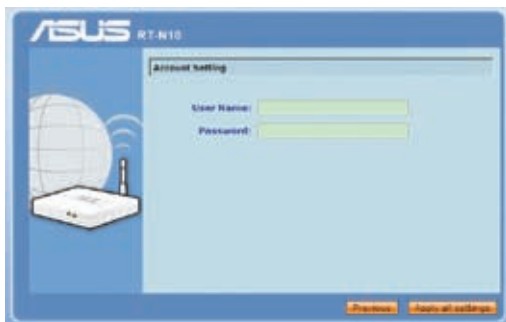 ASUS RT-N10
Account Setting
User Name:
Password:
Previous Apply all settings